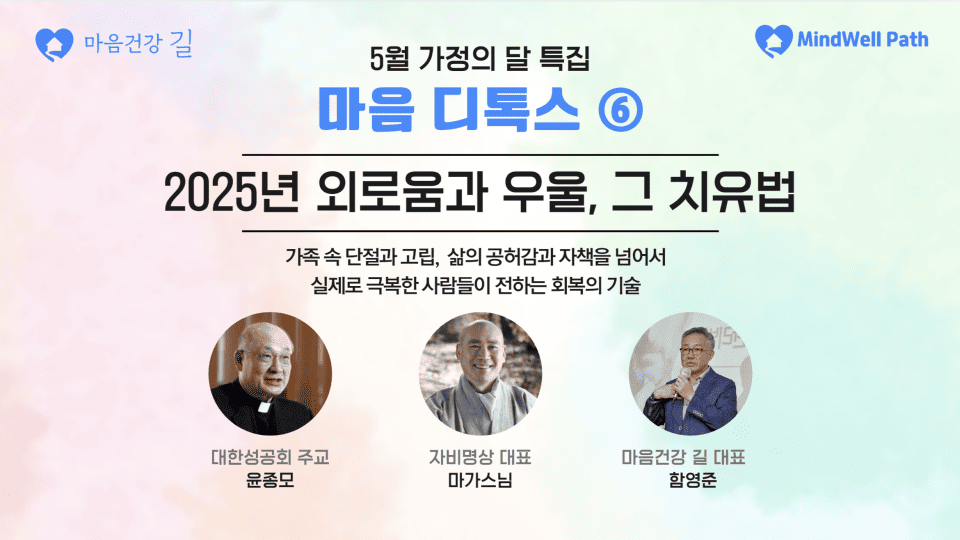 마음건강 길
MindWell Path
5월 가정의 달 특집
마음 디톡스 ⑥
2025년 외로움과 우울, 그 치유법
가족 속 단절과 고립, 삶의 공허감과 자책을 넘어서
실제로 극복한 사람들이 전하는 회복의 기술
대한성공회 주교
윤종모
자비명상 대표
마가스님
마음건강 길 대표
함영준